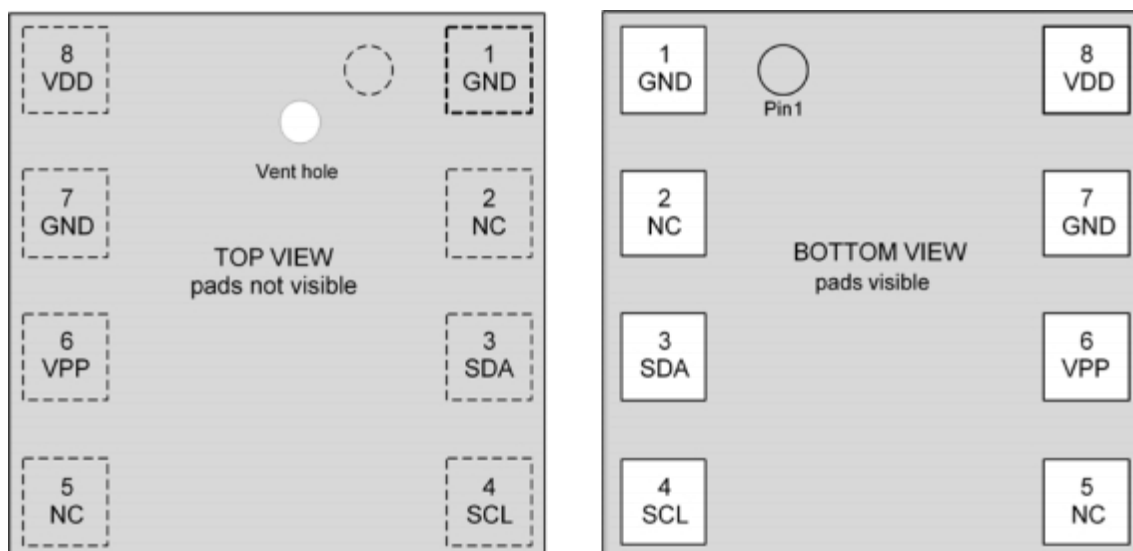 8
VDD
1
GND
Vent hole
7
GND
2
NC
TOP VIEW
pads not visible
6
VPP
3
SDA
5
NC
4
SCL
1
GND
Pin1
8
VDD
2
NC
7
GND
BOTTOM VIEW
pads visible
3
SDA
6
VPP
4
SCL
5
NC